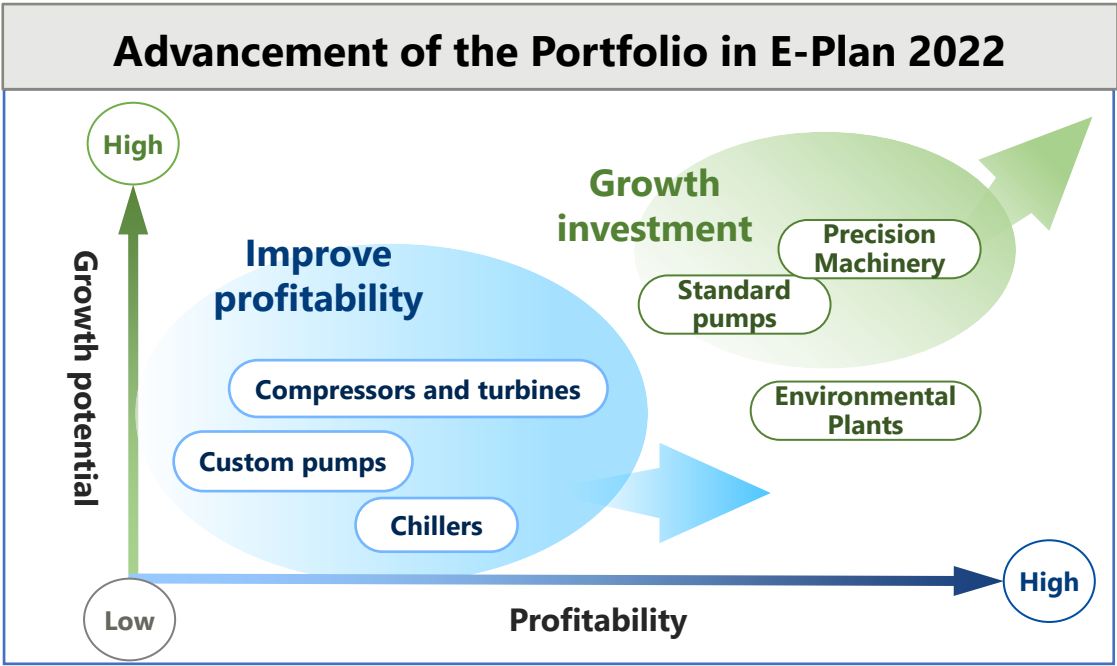 Advancement of the Portfolio in E-Plan 2022
High
Growth
investment
Precision
Machinery
Standard
pumps
Environmental
Plants
Improve
profitability
Compressors and turbines
Custom pumps
Chillers
Growth potential
Low
Profitability
High